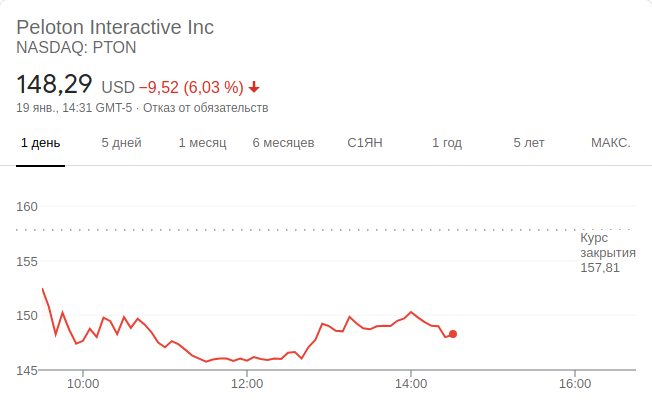 Peloton Interactive Inc
NASDAQ: PTON
148,29 USD −9,52 (6,03 %)
19 янв., 14:31 GMT-5 · Отказ от обязательств
1 день 5 дней 1 месяц 6 месяцев С1ЯН 1 год 5 лет МАКС.
160
Курс
закрытия
157,81
155
150
145
10:00 12:00 14:00 16:00